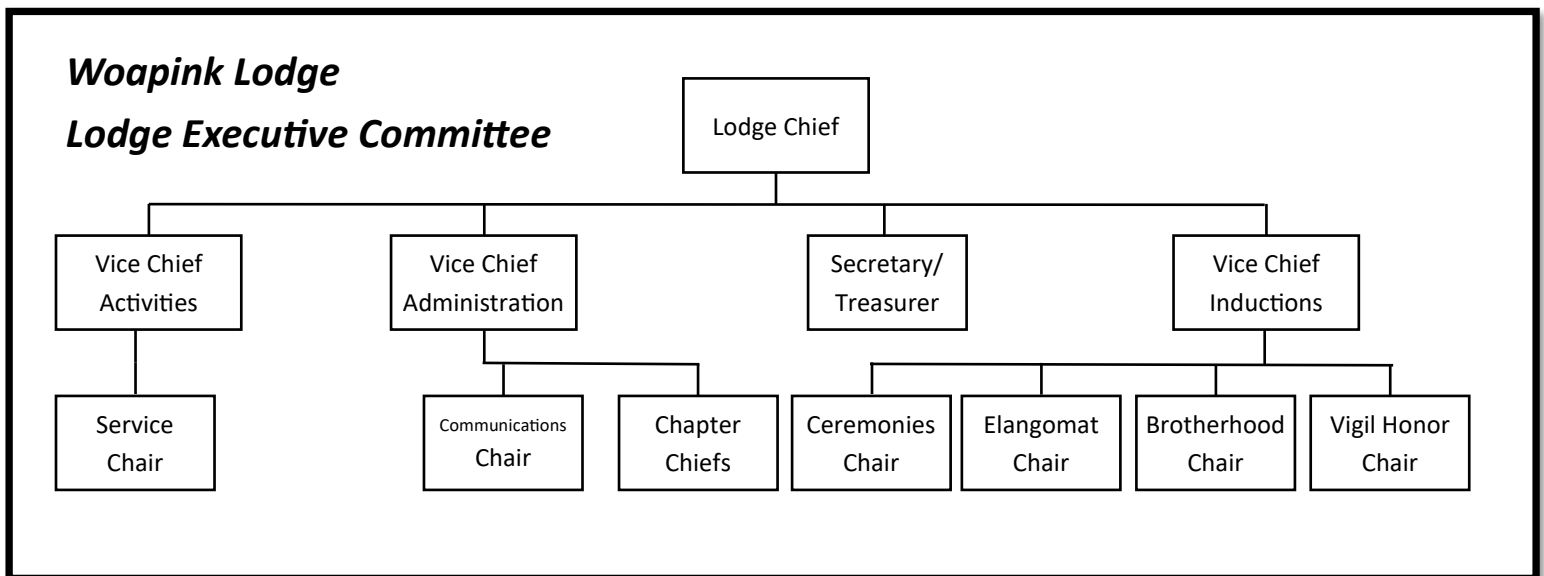 Woapink Lodge
Lodge Executive Committee
Lodge Chief
Vice Chief
Activities
Vice Chief
Administration
Secretary/
Treasurer
Vice Chief
Inductions
Service
Chair
Communications
Chair
Chapter
Chiefs
Ceremonies
Chair
Elangomat
Chair
Brotherhood
Chair
Vigil Honor
Chair